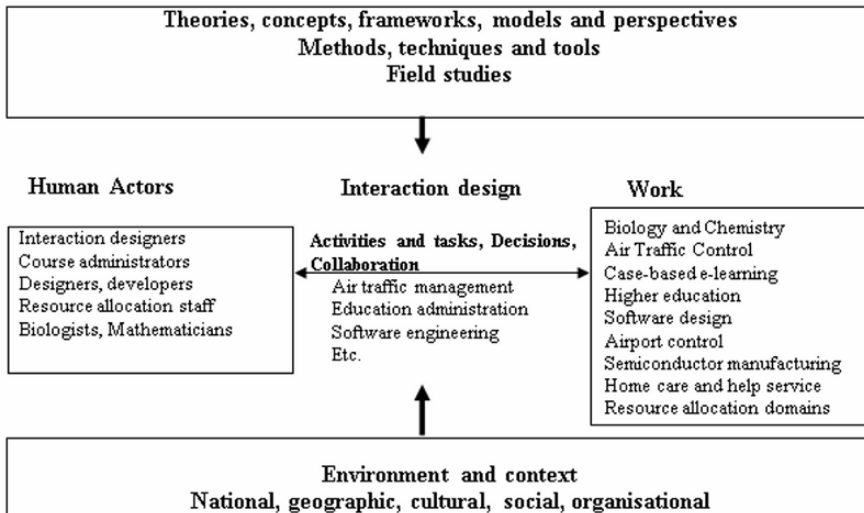 Theories, concepts, frameworks, models and perspectives
Methods, techniques and tools
Field studies
Human Actors
Interaction designers
Course administrators
Designers, developers
Resource allocation staff
Biologists, Mathematicians
Interaction design
Activities and tasks, Decisions,
Collaboration
Air traffic management
Education administration
Software engineering
Etc.
Work
Biology and Chemistry
Air Traffic Control
Case-based e-learning
Higher education
Software design
Airport control
Semiconductor manufacturing
Home care and help service
Resource allocation domains
Environment and context
National, geographic, cultural, social, organisational